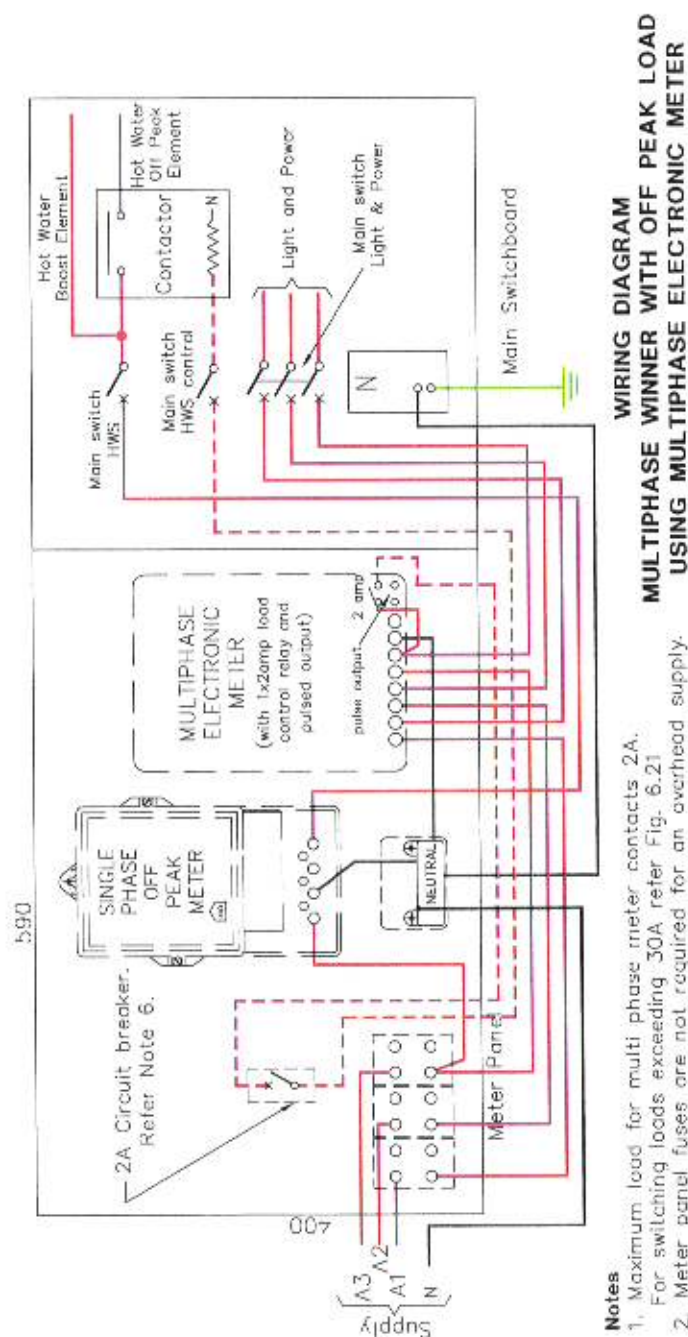 590
400
Supply
A3
A2
A1
N
2A Circuit breaker.
Refer Note 6.
Meter Panel
SINGLE
PHASE
OFF
PEAK
METER
NEUTRAL
MULTIPHASE
ELECTRONIC
METER
(with 1x2amp load
control relay and
pulsed output)
pulse output
2 amp
Main switch
HWS
Main switch
HWS control
Hot Water
Boost Element
Hot Water
Off Peak
Element
Contactor
N
Light and Power
Main switch
Light & Power
N
Main Switchboard
Notes
1. Maximum load for multi phase meter contacts 2A.
For switching loads exceeding 30A refer Fig. 6.21
2. Meter panel fuses are not required for an overhead supply.
WIRING DIAGRAM
MULTIPHASE WINNER WITH OFF PEAK LOAD
USING MULTIPHASE ELECTRONIC METER